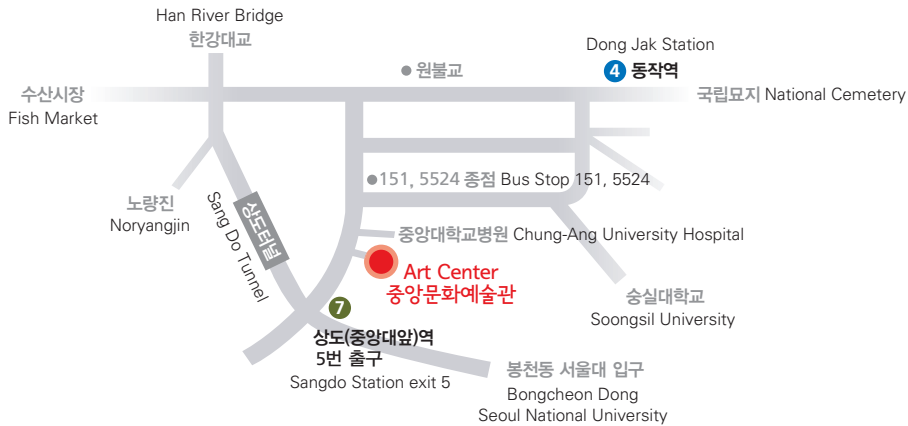 Han River Bridge
한강대교
Dong Jak Station
4 동작역
원불교
수산시장
Fish Market
국립묘지 National Cemetery
151, 5524 종점 Bus Stop 151, 5524
노량진
Noryangjin
상도터널
Sang Do Tunnel
중앙대학교병원 Chung-Ang University Hospital
Art Center
중앙문화예술관
숭실대학교
Soongsil University
7
상도(중앙대앞)역
5번 출구
Sangdo Station exit 5
봉천동 서울대 입구
Bongcheon Dong
Seoul National University